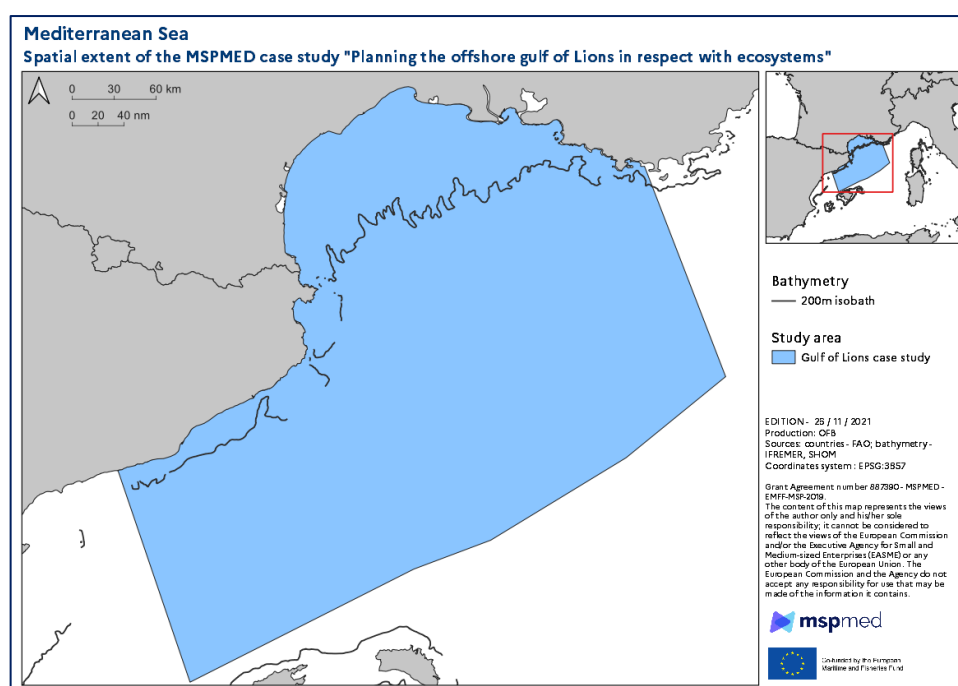 Mediterranean Sea
Spatial extent of the MSPMED case study "Planning the offshore gulf of Lions in respect with ecosystems"
0 30 60 km
0 20 40 nm
Bathymetry
200m isobath
Study area
Gulf of Lions case study
EDITION - 26 / 11 / 2021
Production: OFB
Sources: countries - FAO; bathymetry -
IFREMER, SHOM
Coordinates system : EPSG:3857
Grant Agreement number 887390 - MSPMED -
EMFF-MSP-2019.
The content of this map represents the views
of the author only and his/her sole
responsibility; it cannot be considered to
reflect the views of the European Commission
and/or the Executive Agency for Small and
Medium-sized Enterprises (EASME) or any
other body of the European Union. The
European Commission and the Agency do not
accept any responsibility for use that may be
made of the information it contains.
mspmed
Co-funded by the European
Maritime and Fisheries Fund